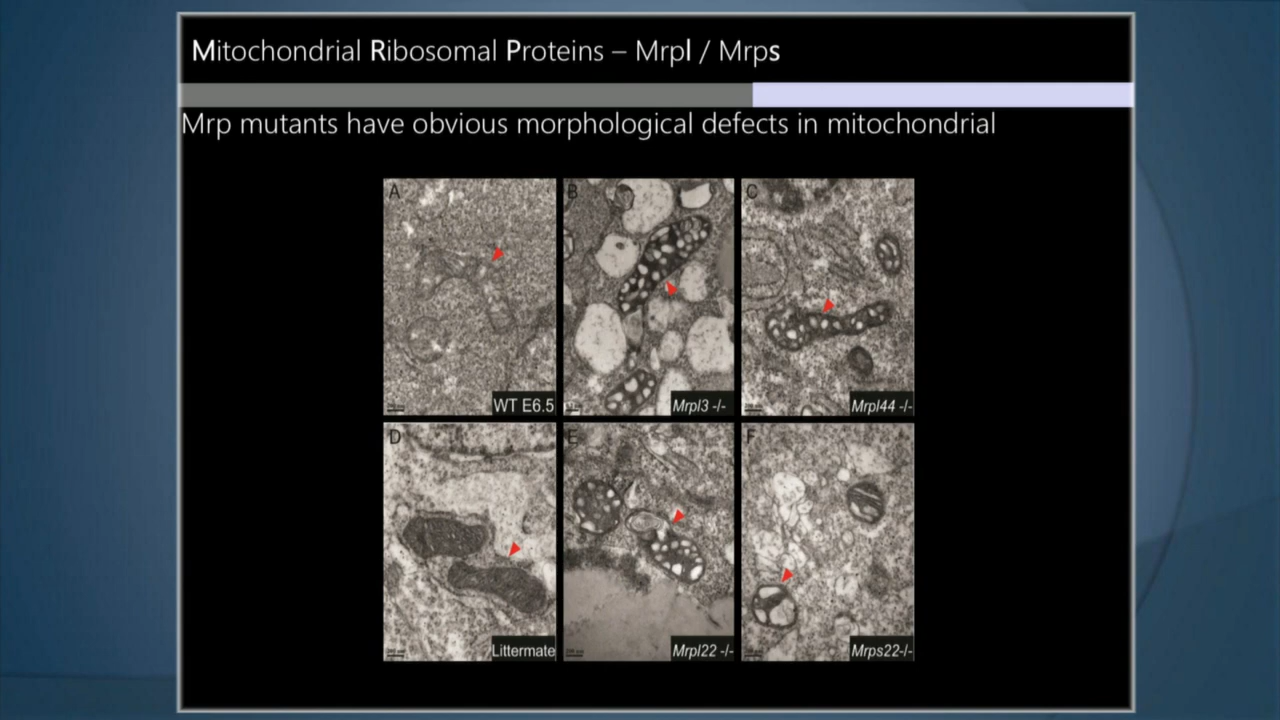 Mitochondrial Ribosomal Proteins – Mrpl / Mrps
Mrp mutants have obvious morphological defects in mitochondrial
A
B
C
WT E6.5
Mrpl3 -/-
Mrpl44 -/-
D
E
F
Littermate
Mrpl22 -/-
Mrps22-/-